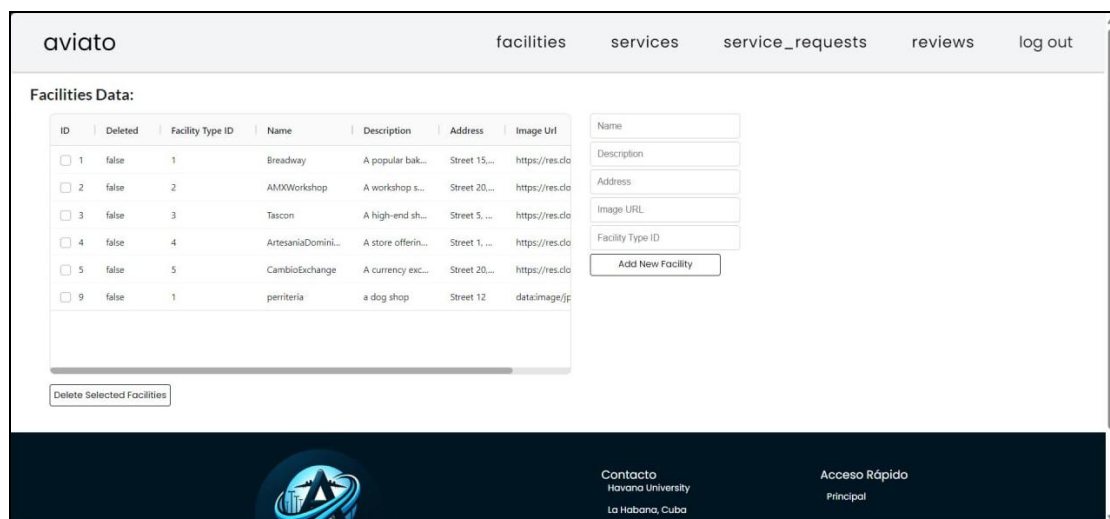 aviato facilities services service_requests reviews log out
Facilities Data:
ID Deleted Facility Type ID Name Description Address Image Url
1 false 1 Breadway A popular bak... Street 15,... https://res.clo
2 false 2 AMXWorkshop A workshop s... Street 20,... https://res.clo
3 false 3 Tascon A high-end sh... Street 5, ... https://res.clo
4 false 4 ArtesaniaDomini... A store offerin... Street 1, ... https://res.clo
5 false 5 CambioExchange A currency exc... Street 20,... https://res.clo
9 false 1 perriteria a dog shop Street 12 data:image/jp
Delete Selected Facilities
Name
Description
Address
Image URL
Facility Type ID
Add New Facility
Contacto
Havana University
La Habana, Cuba
Acceso Rápido
Principal